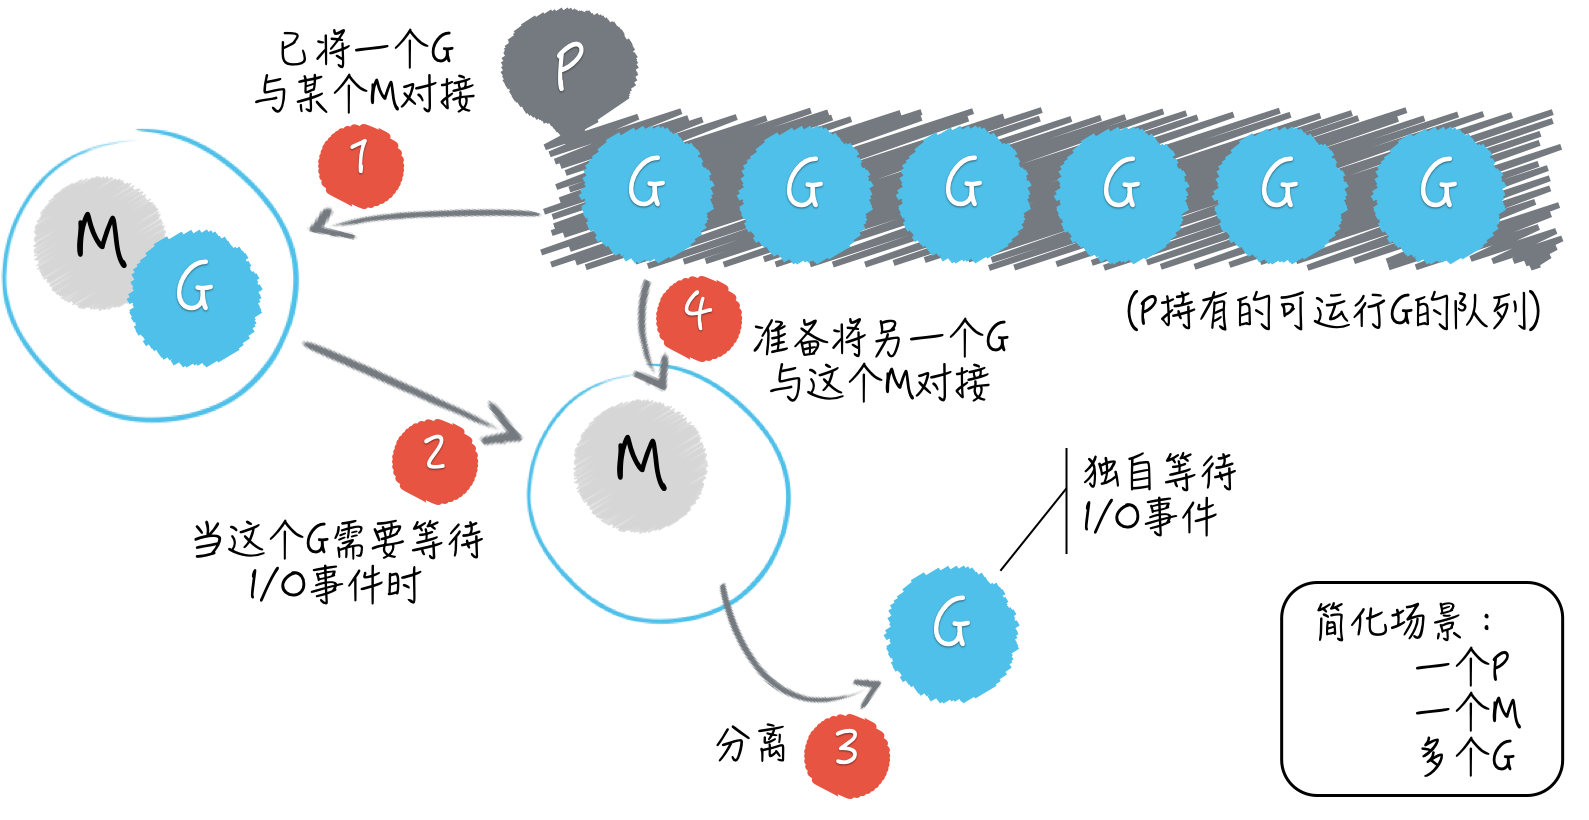 已将一个G
与某个M对接
P
1
G
G
G
G
G
G
M
G
4
(P持有的可运行G的队列)
准备将另一个G
与这个M对接
2
M
当这个G需要等待
I/O事件时
独自等待
I/O事件
G
分离
3
简化场景：
一个P
一个M
多个G